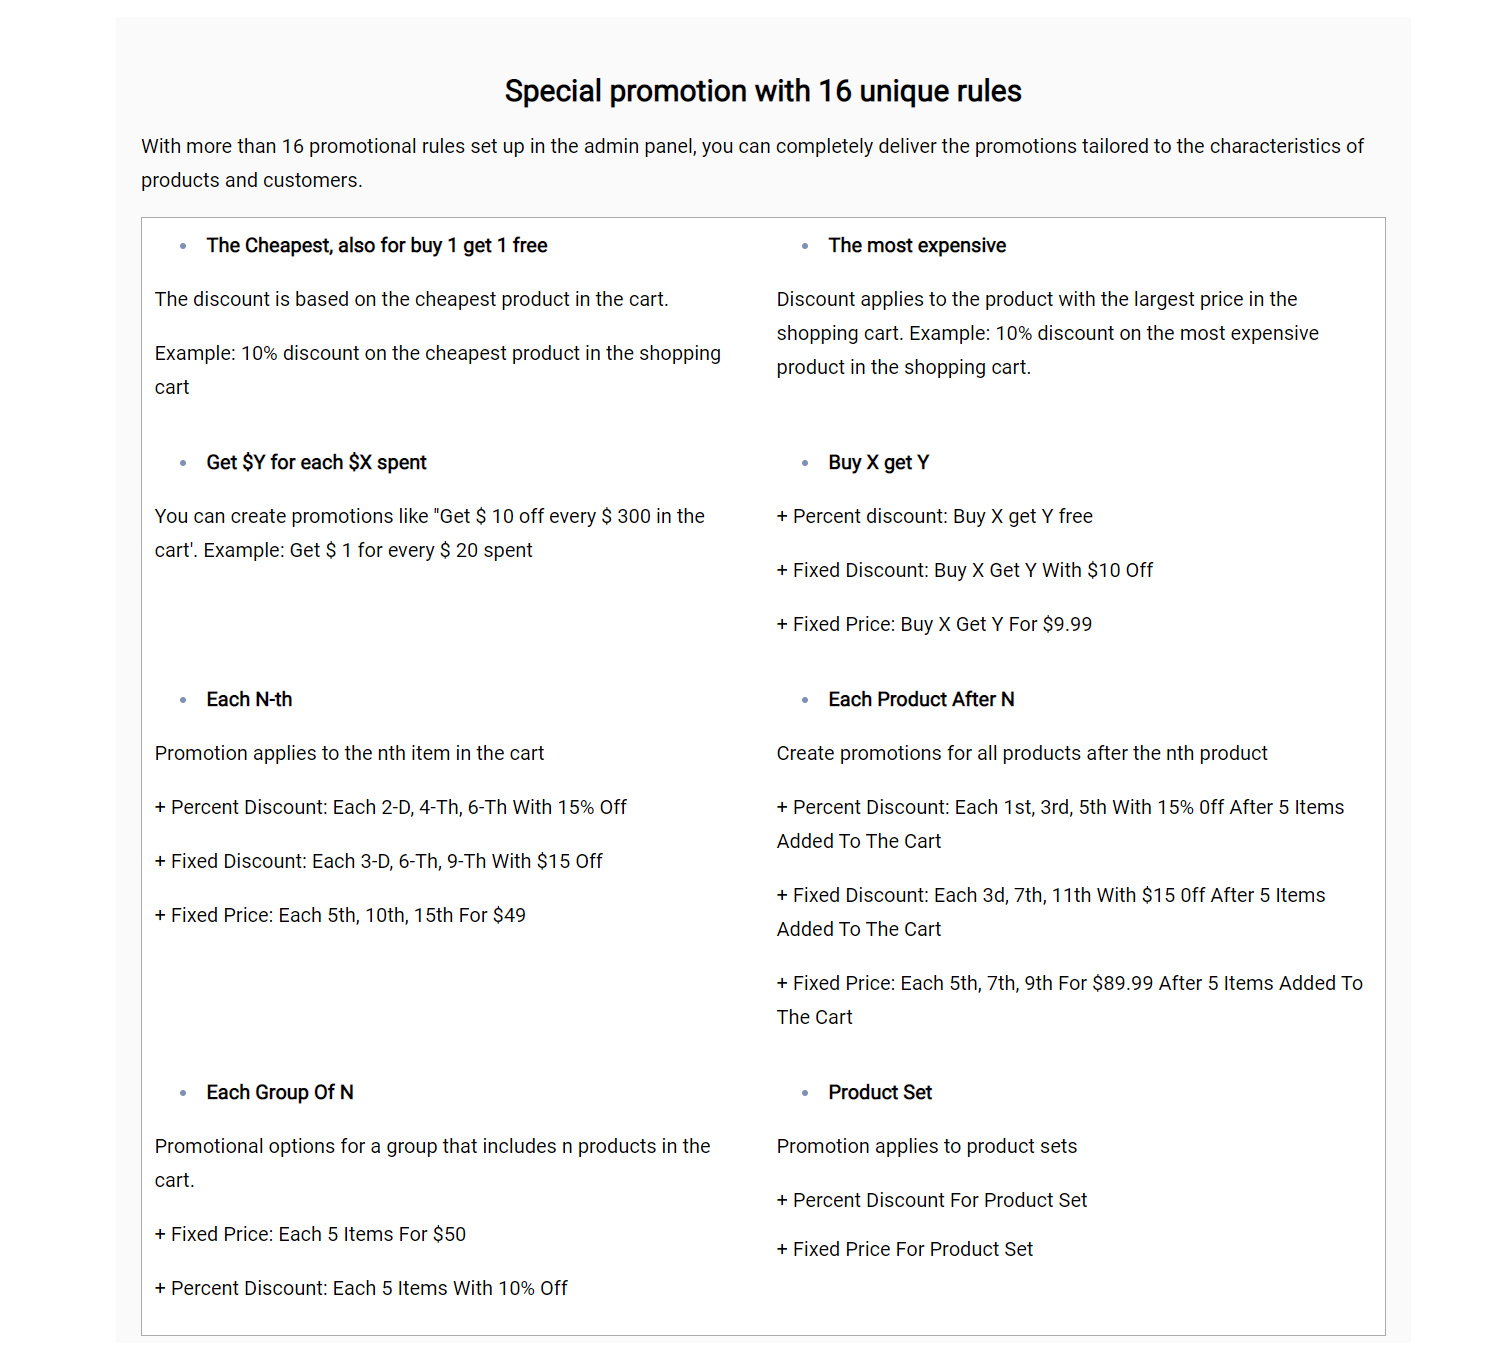 Special promotion with 16 unique rules
With more than 16 promotional rules set up in the admin panel, you can completely deliver the promotions tailored to the characteristics of
products and customers.
• The Cheapest, also for buy 1 get 1 free
The discount is based on the cheapest product in the cart.
Example: 10% discount on the cheapest product in the shopping
cart
• The most expensive
Discount applies to the product with the largest price in the
shopping cart. Example: 10% discount on the most expensive
product in the shopping cart.
• Get $Y for each $X spent
You can create promotions like "Get $ 10 off every $ 300 in the
cart'. Example: Get $ 1 for every $ 20 spent
• Buy X get Y
+ Percent discount: Buy X get Y free
+ Fixed Discount: Buy X Get Y With $10 Off
+ Fixed Price: Buy X Get Y For $9.99
• Each N-th
Promotion applies to the nth item in the cart
+ Percent Discount: Each 2-D, 4-Th, 6-Th With 15% Off
+ Fixed Discount: Each 3-D, 6-Th, 9-Th With $15 Off
+ Fixed Price: Each 5th, 10th, 15th For $49
• Each Product After N
Create promotions for all products after the nth product
+ Percent Discount: Each 1st, 3rd, 5th With 15% 0ff After 5 Items
Added To The Cart
+ Fixed Discount: Each 3d, 7th, 11th With $15 0ff After 5 Items
Added To The Cart
+ Fixed Price: Each 5th, 7th, 9th For $89.99 After 5 Items Added To
The Cart
• Each Group Of N
Promotional options for a group that includes n products in the
cart.
+ Fixed Price: Each 5 Items For $50
+ Percent Discount: Each 5 Items With 10% Off
• Product Set
Promotion applies to product sets
+ Percent Discount For Product Set
+ Fixed Price For Product Set